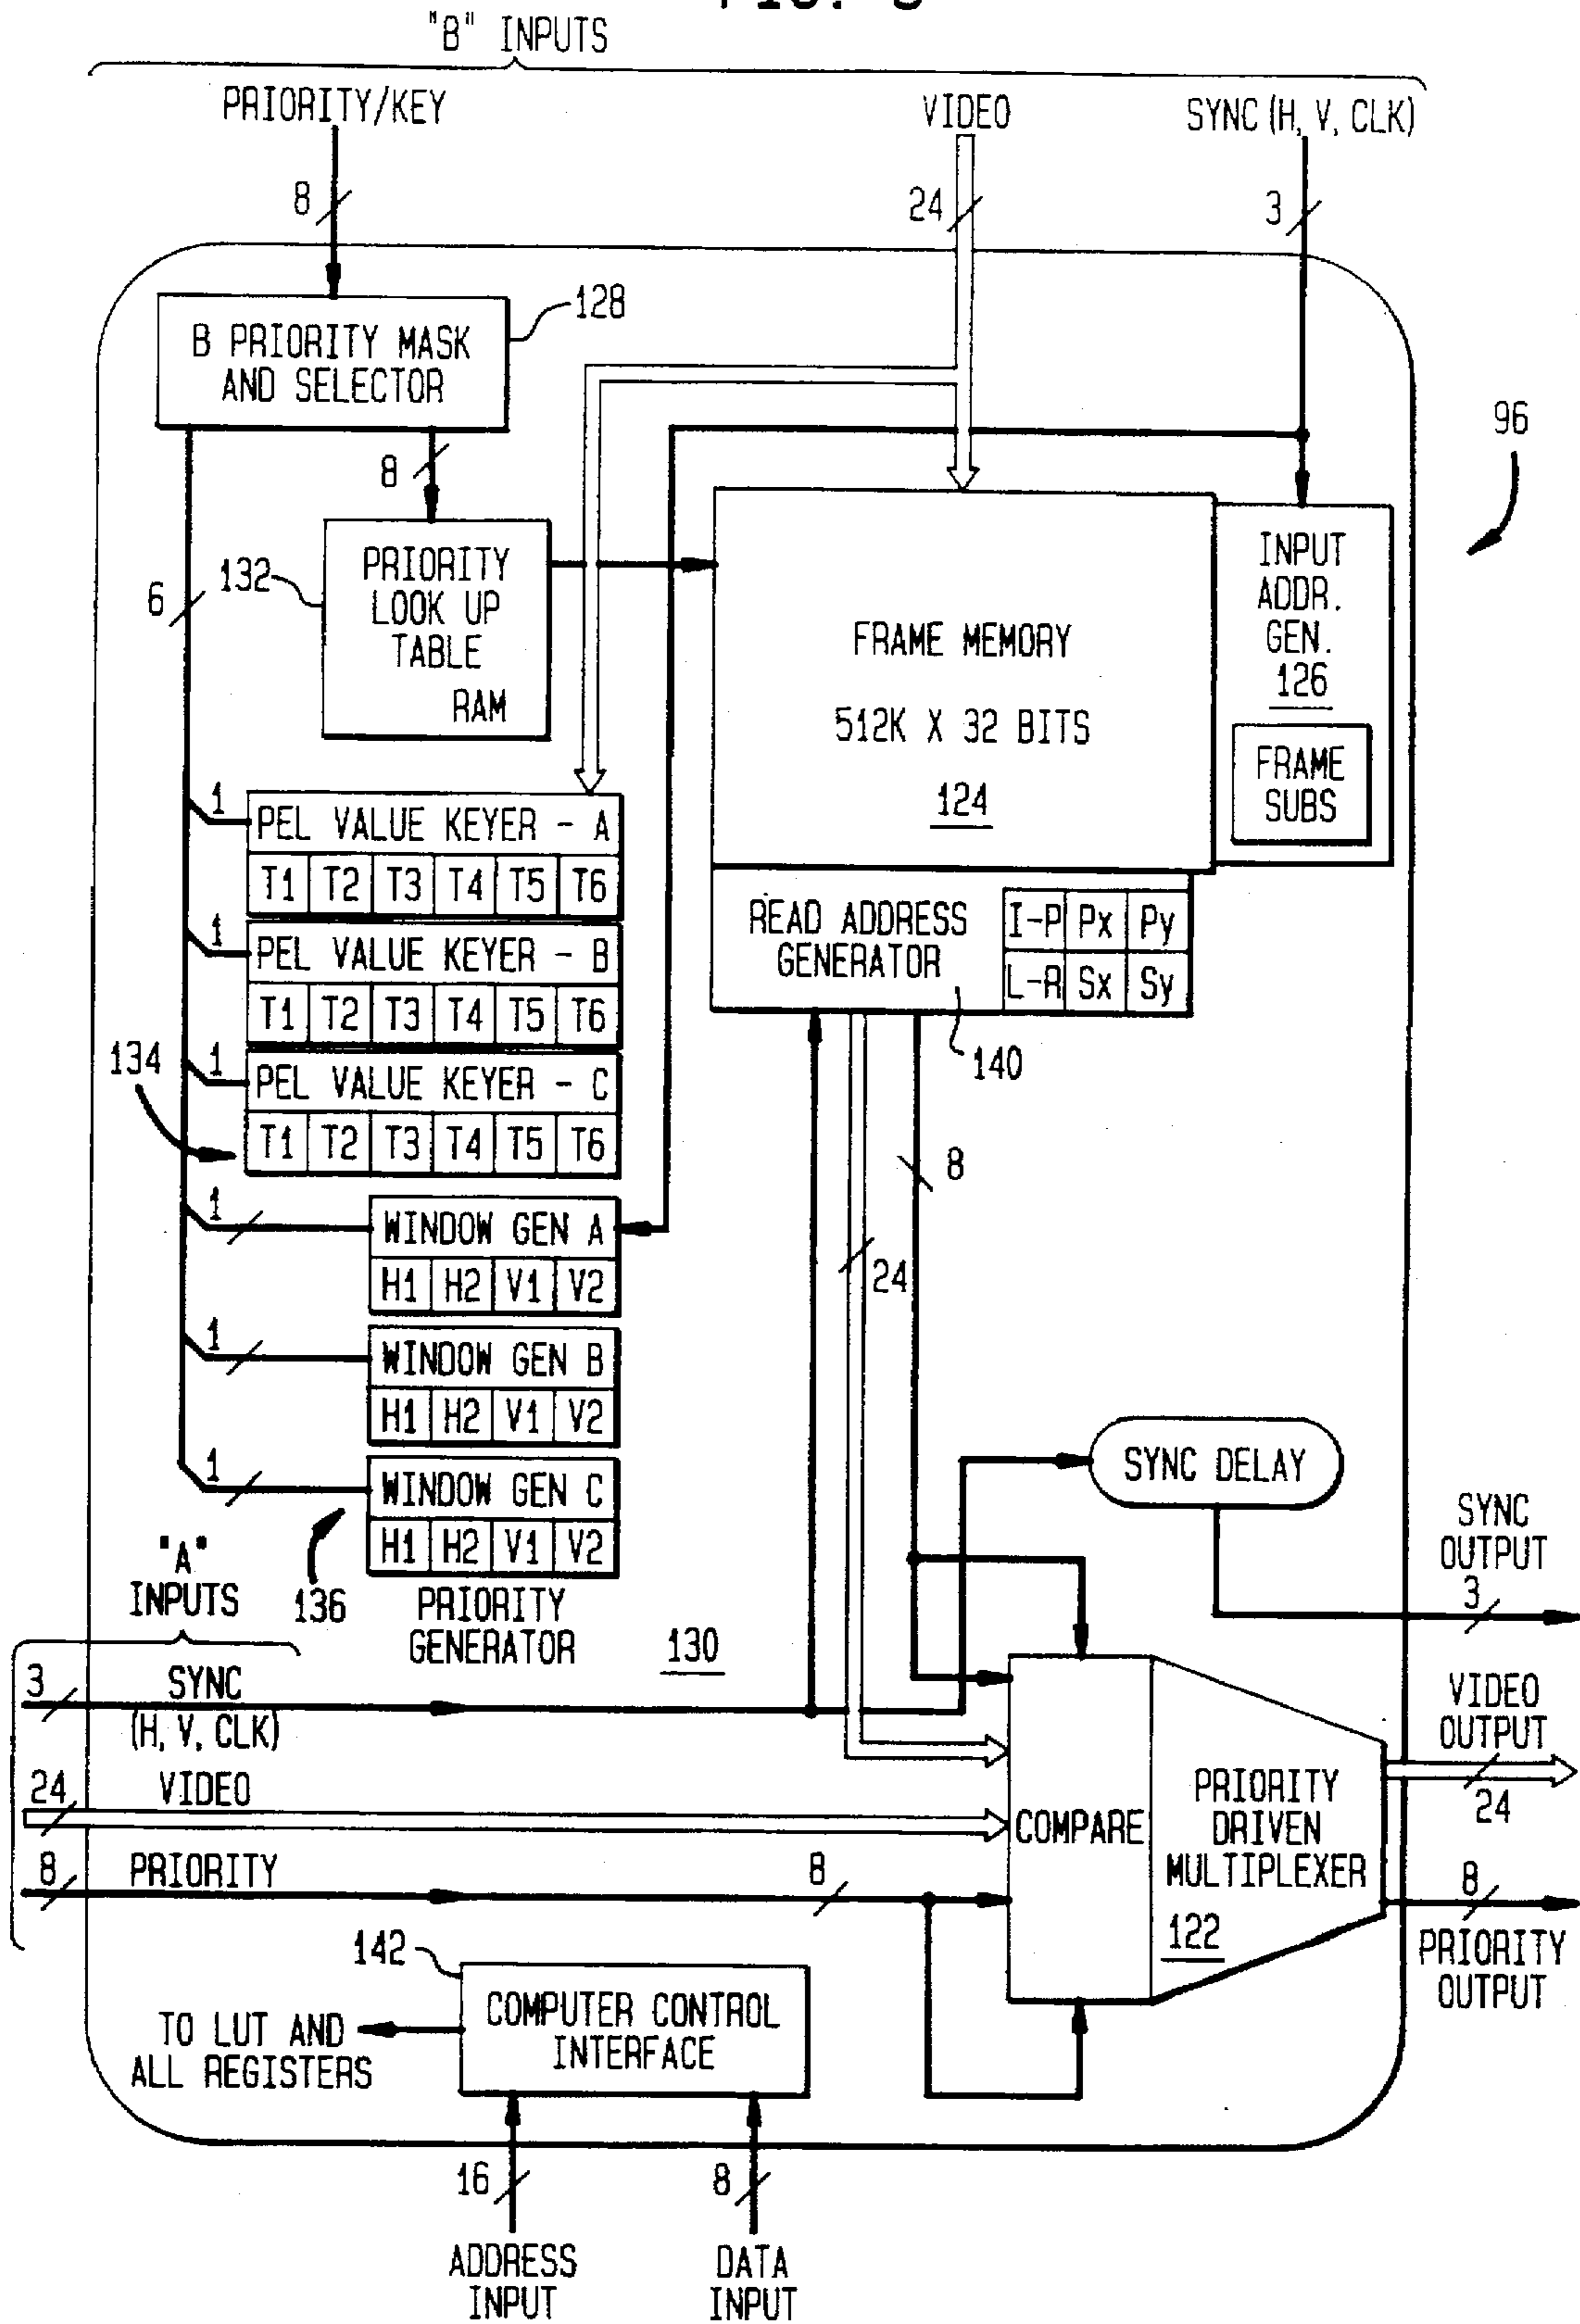 "B" INPUTS
PRIORITY/KEY
VIDEO
SYNC (H, V, CLK)
8
24
3
B PRIORITY MASK
AND SELECTOR
128
96
8
6
132
PRIORITY
LOOK UP
TABLE
RAM
FRAME MEMORY
512K X 32 BITS
124
INPUT
ADDR.
GEN.
126
FRAME
SUBS
1
PEL VALUE KEYER - A
T1 T2 T3 T4 T5 T6
1
PEL VALUE KEYER - B
T1 T2 T3 T4 T5 T6
1
PEL VALUE KEYER - C
T1 T2 T3 T4 T5 T6
134
READ ADDRESS
GENERATOR
I-P Px Py
L-R Sx Sy
140
8
24
1
WINDOW GEN A
H1 H2 V1 V2
1
WINDOW GEN B
H1 H2 V1 V2
1
WINDOW GEN C
H1 H2 V1 V2
136
PRIORITY
GENERATOR
130
SYNC DELAY
SYNC
OUTPUT
3
"A"
INPUTS
3
SYNC
(H, V, CLK)
24
VIDEO
8
PRIORITY
8
COMPARE
PRIORITY
DRIVEN
MULTIPLEXER
122
VIDEO
OUTPUT
24
8
PRIORITY
OUTPUT
142
COMPUTER CONTROL
INTERFACE
TO LUT AND
ALL REGISTERS
16
8
ADDRESS
INPUT
DATA
INPUT